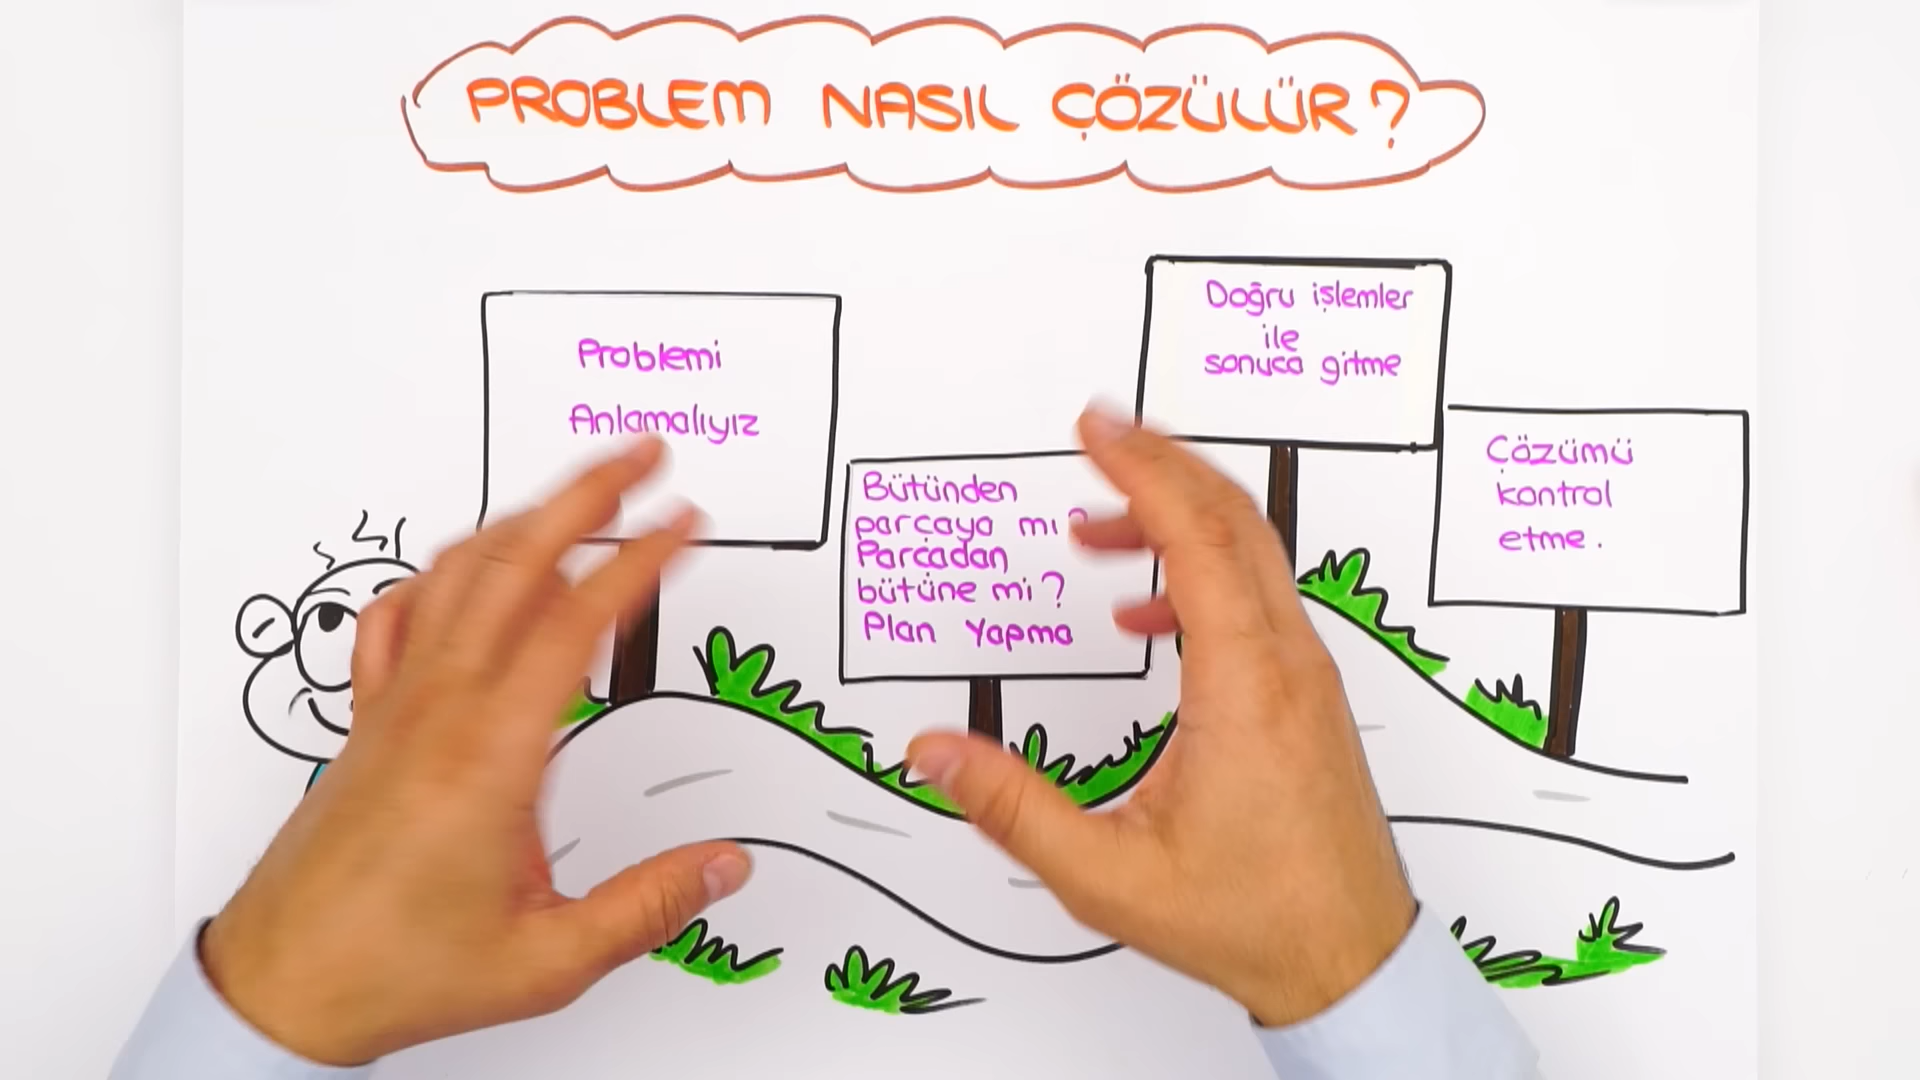 PROBLEM NASIL ÇÖZÜLÜR?
Problemi
Anlamalıyız
Bütünden
parçaya mı?
Parçadan
bütüne mi?
Plan Yapma
Doğru işlemler
ile
sonuca gitme
Çözümü
kontrol
etme.